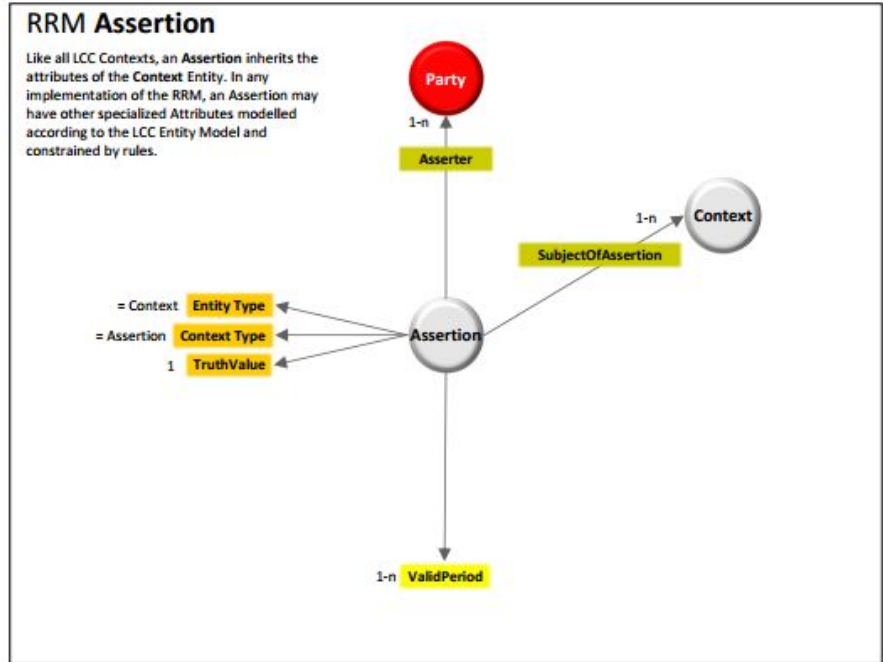 RRM Assertion
Like all LCC Contexts, an Assertion inherits the
attributes of the Context Entity. In any
implementation of the RRM, an Assertion may
have other specialized Attributes modelled
according to the LCC Entity Model and
constrained by rules.
Party
1-n
Asserter
1-n
Context
SubjectOfAssertion
= Context Entity Type
= Assertion Context Type
1 TruthValue
Assertion
1-n ValidPeriod